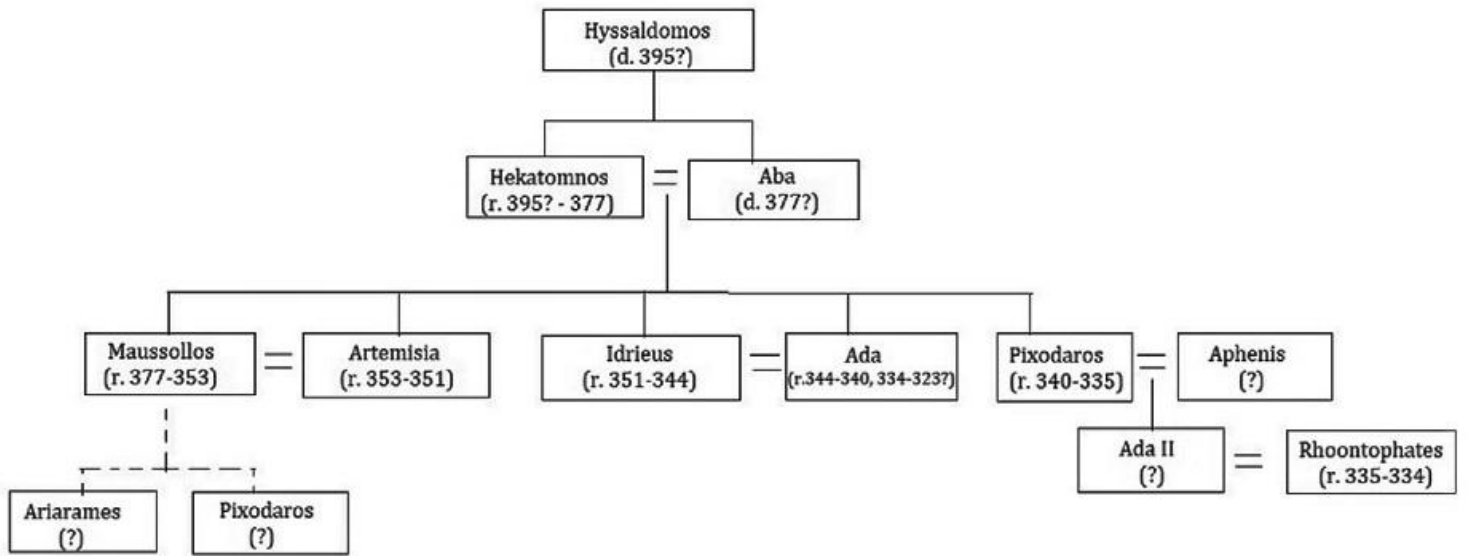 Hyssaldomos
(d. 395?)
Hekatomnos
(r. 395? - 377)
=
Aba
(d. 377?)
Maussollos
(r. 377-353)
=
Artemisia
(r. 353-351)
Idrieus
(r. 351-344)
=
Ada
(r.344-340, 334-323?)
Pixodaros
(r. 340-335)
=
Aphenis
(?)
Ada II
(?)
=
Rhoontophates
(r. 335-334)
Ariarames
(?)
Pixodaros
(?)